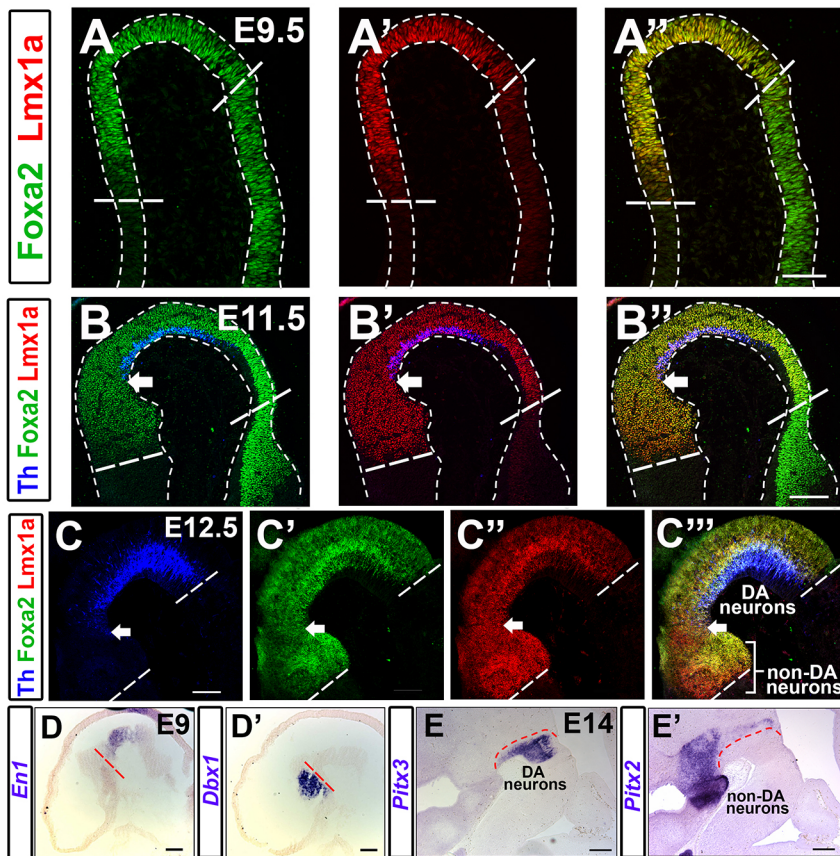 Foxa2 Lmx1a
A E9.5
A'
A''
Th Foxa2 Lmx1a
B E11.5
B'
B''
Th Foxa2 Lmx1a
C E12.5
C'
C''
C'''
DA
neurons
non-DA
neurons
En1
D E9
Dbx1
D'
Pitx3
E E14
DA
neurons
Pitx2
E'
non-DA
neurons